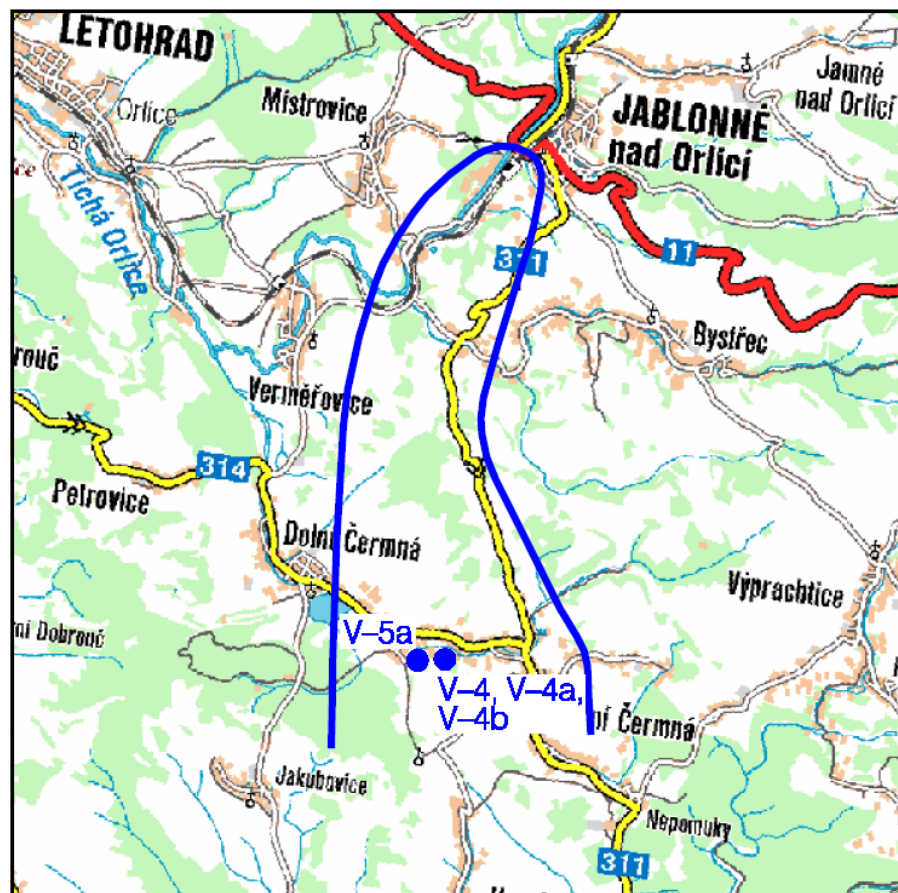 LETOHRAD
Orlice
Mistrovice
JABLONNÉ
nad Orlicí
Jamné
nad Orlicí
Tichá Orlice
311
11
Bystřec
rouč
Verměřovice
314
Petrovice
Dolní Čermná
Výprachtice
ní Dobrouč
V–5a
V–4, V–4a,
V–4b
ní Čermná
Jakubovice
Nepomuky
311